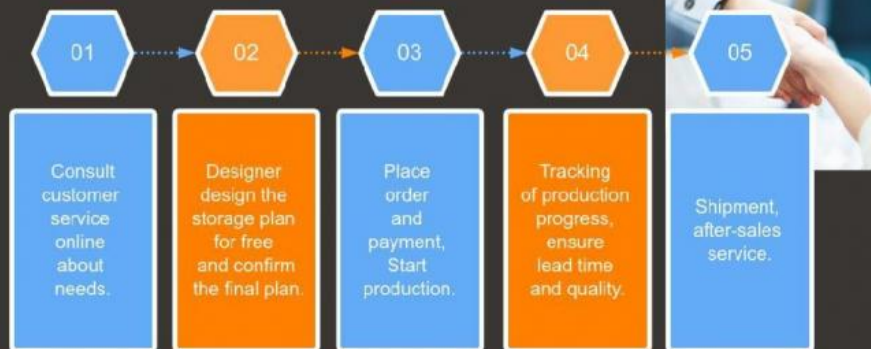 01
02
03
04
05
Consult
customer
service
online
about
needs.
Designer
design the
storage plan
for free
and confirm
the final plan.
Place
order
and
payment,
Start
production.
Tracking
of production
progress,
ensure
lead time
and quality.
Shipment,
after-sales
service.